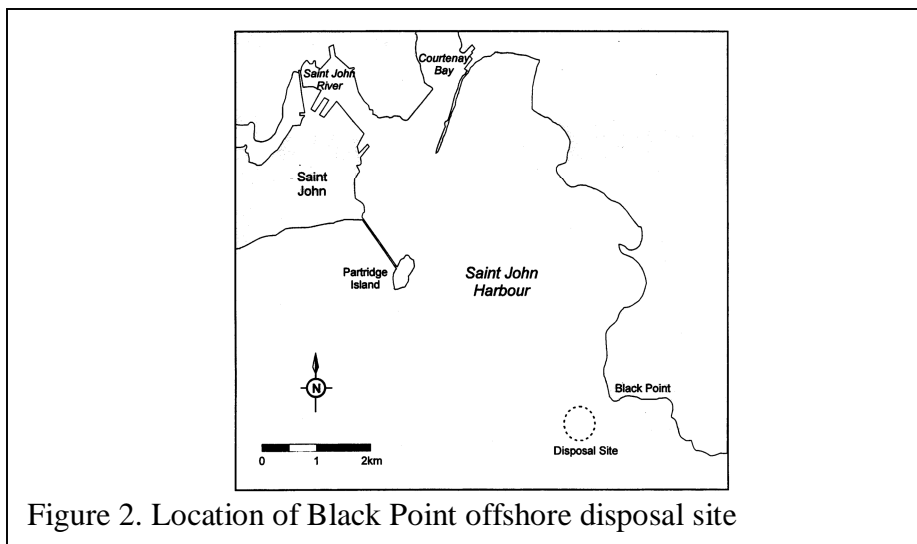 Courtenay
Bay
Saint John
River
Saint
John
Partridge
Island
Saint John
Harbour
N
Black Point
0 1 2km
Disposal Site
Figure 2. Location of Black Point offshore disposal site